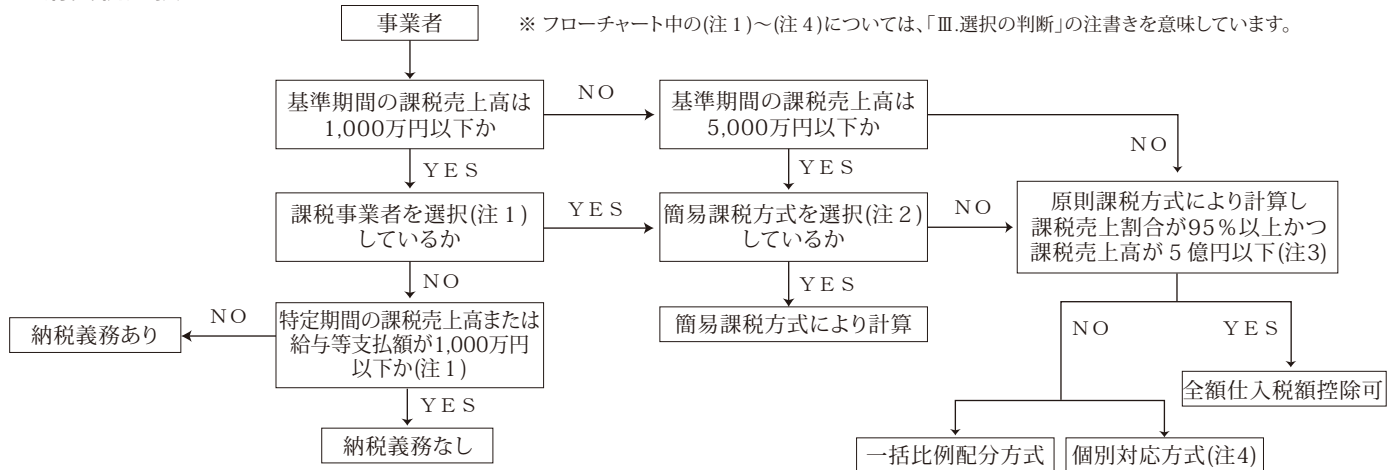 事業者
※ フローチャート中の(注1)～(注4)については、「Ⅲ.選択の判断」の注書きを意味しています。
基準期間の課税売上高は
1,000万円以下か
NO
基準期間の課税売上高は
5,000万円以下か
NO
YES
YES
課税事業者を選択(注1)
しているか
YES
簡易課税方式を選択(注2)
しているか
NO
原則課税方式により計算し
課税売上割合が95％以上かつ
課税売上高が5億円以下(注3)
NO
YES
納税義務あり
NO
特定期間の課税売上高または
給与等支払額が1,000万円
以下か(注1)
簡易課税方式により計算
NO
YES
YES
全額仕入税額控除可
納税義務なし
一括比例配分方式
個別対応方式(注4)